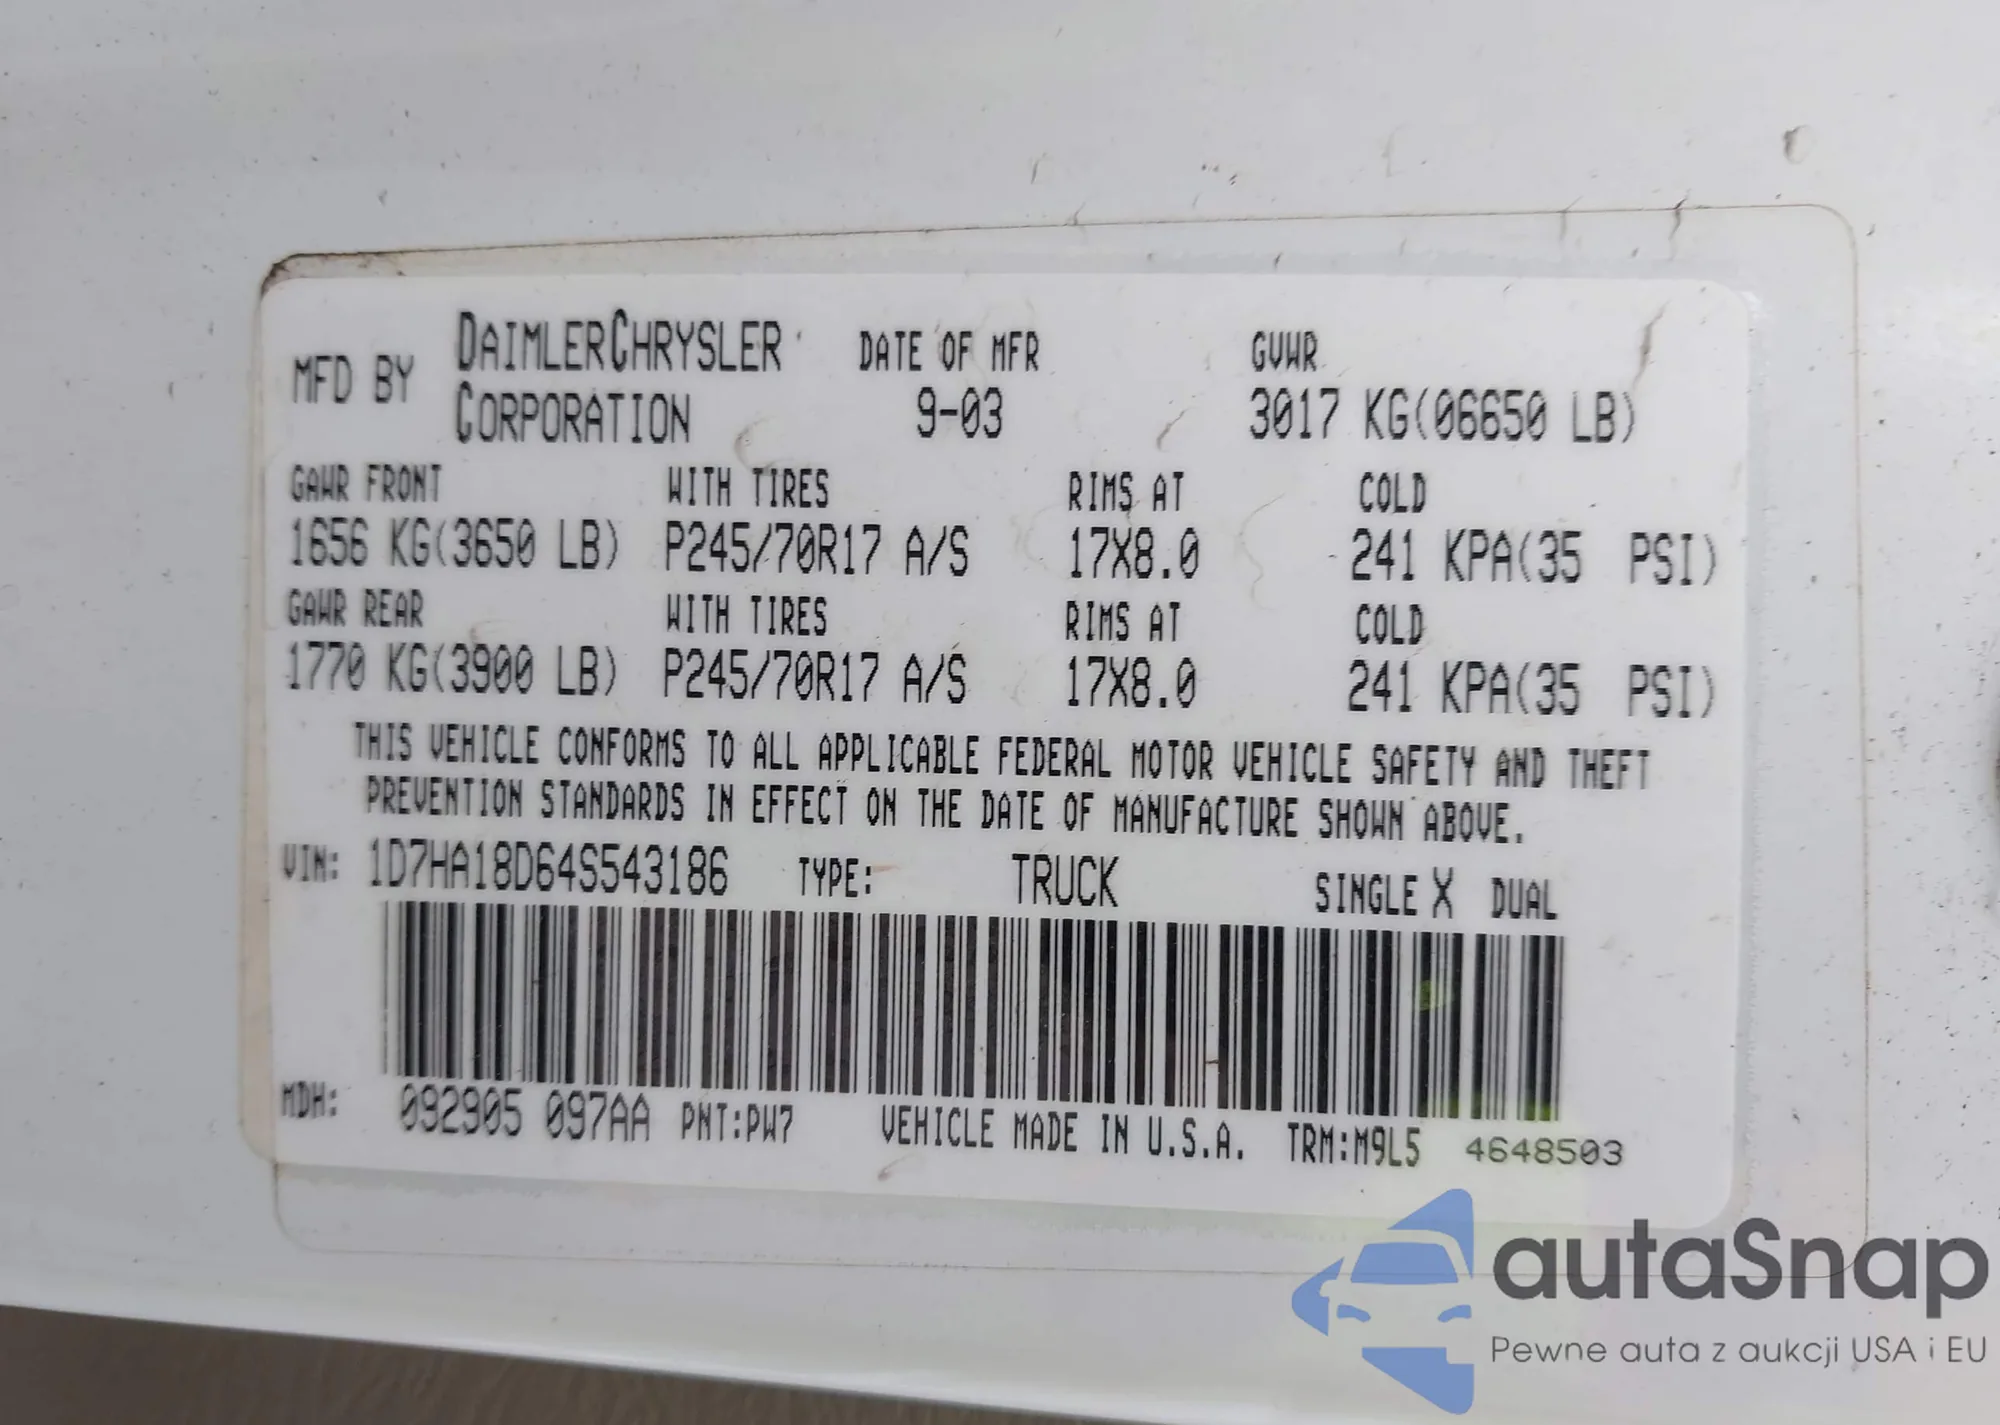 MFD BY DAIMLERCHRYSLER CORPORATION
DATE OF MFR
9-03
GVWR
3017 KG(06650 LB)
GAWR FRONT WITH TIRES RIMS AT COLD
1656 KG(3650 LB) P245/70R17 A/S 17X8.0 241 KPA(35 PSI)
GAWR REAR WITH TIRES RIMS AT COLD
1770 KG(3900 LB) P245/70R17 A/S 17X8.0 241 KPA(35 PSI)
THIS VEHICLE CONFORMS TO ALL APPLICABLE FEDERAL MOTOR VEHICLE SAFETY AND THEFT
PREVENTION STANDARDS IN EFFECT ON THE DATE OF MANUFACTURE SHOWN ABOVE.
VIN: 1D7HA18D64S543186 TYPE: TRUCK SINGLE X DUAL
MDH: 092905 097AA PNT:PW7 VEHICLE MADE IN U.S.A. TRM:M9L5 4648503
autaSnap
Pewne auta z aukcji USA i EU